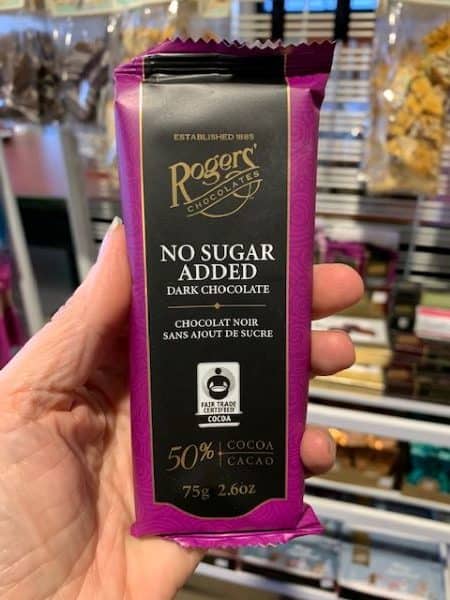 ESTABLISHED 1885
Rogers'
CHOCOLATES
NO SUGAR
ADDED
DARK CHOCOLATE
CHOCOLAT NOIR
SANS AJOUT DE SUCRE
FAIR TRADE
CERTIFIED
COCOA
50% COCOA
CACAO
75g 2.6oz